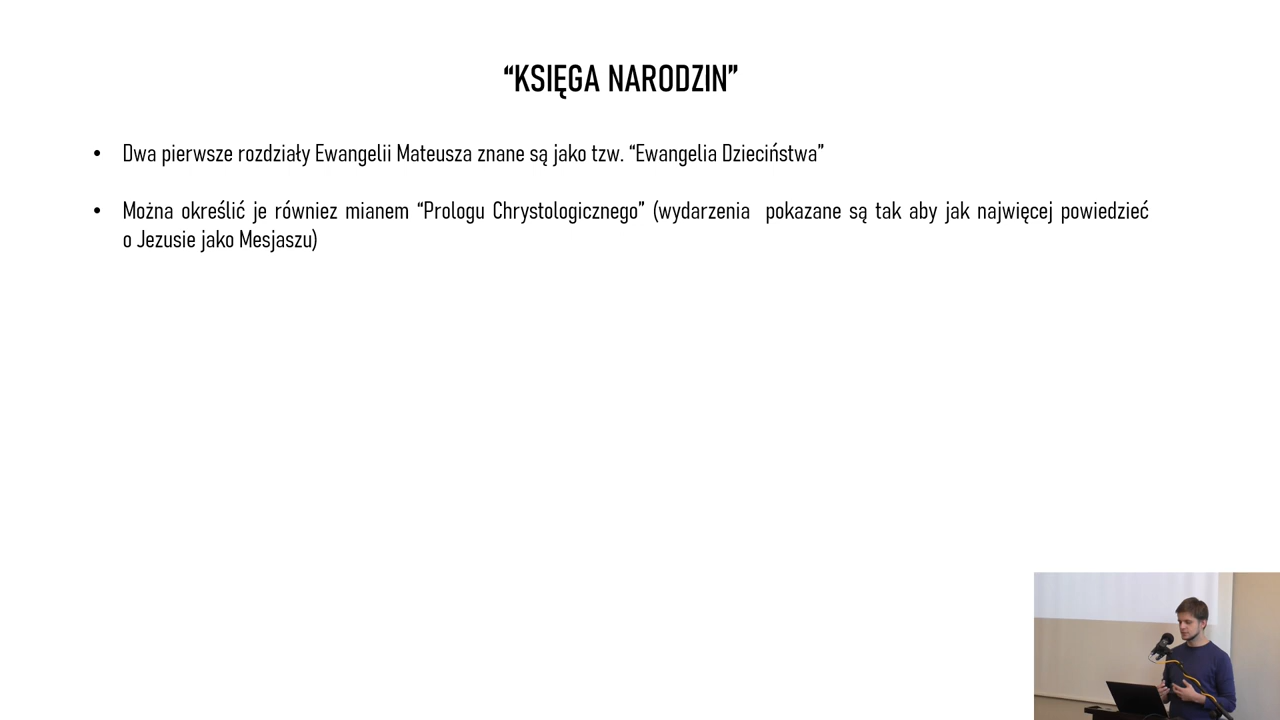 “KSIĘGA NARODZIN”
• Dwa pierwsze rozdziały Ewangelii Mateusza znane są jako tzw. “Ewangelia Dzieciństwa”
• Można określić je równiez mianem “Prologu Chrystologicznego” (wydarzenia pokazane są tak aby jak najwięcej powiedzieć
o Jezusie jako Mesjaszu)